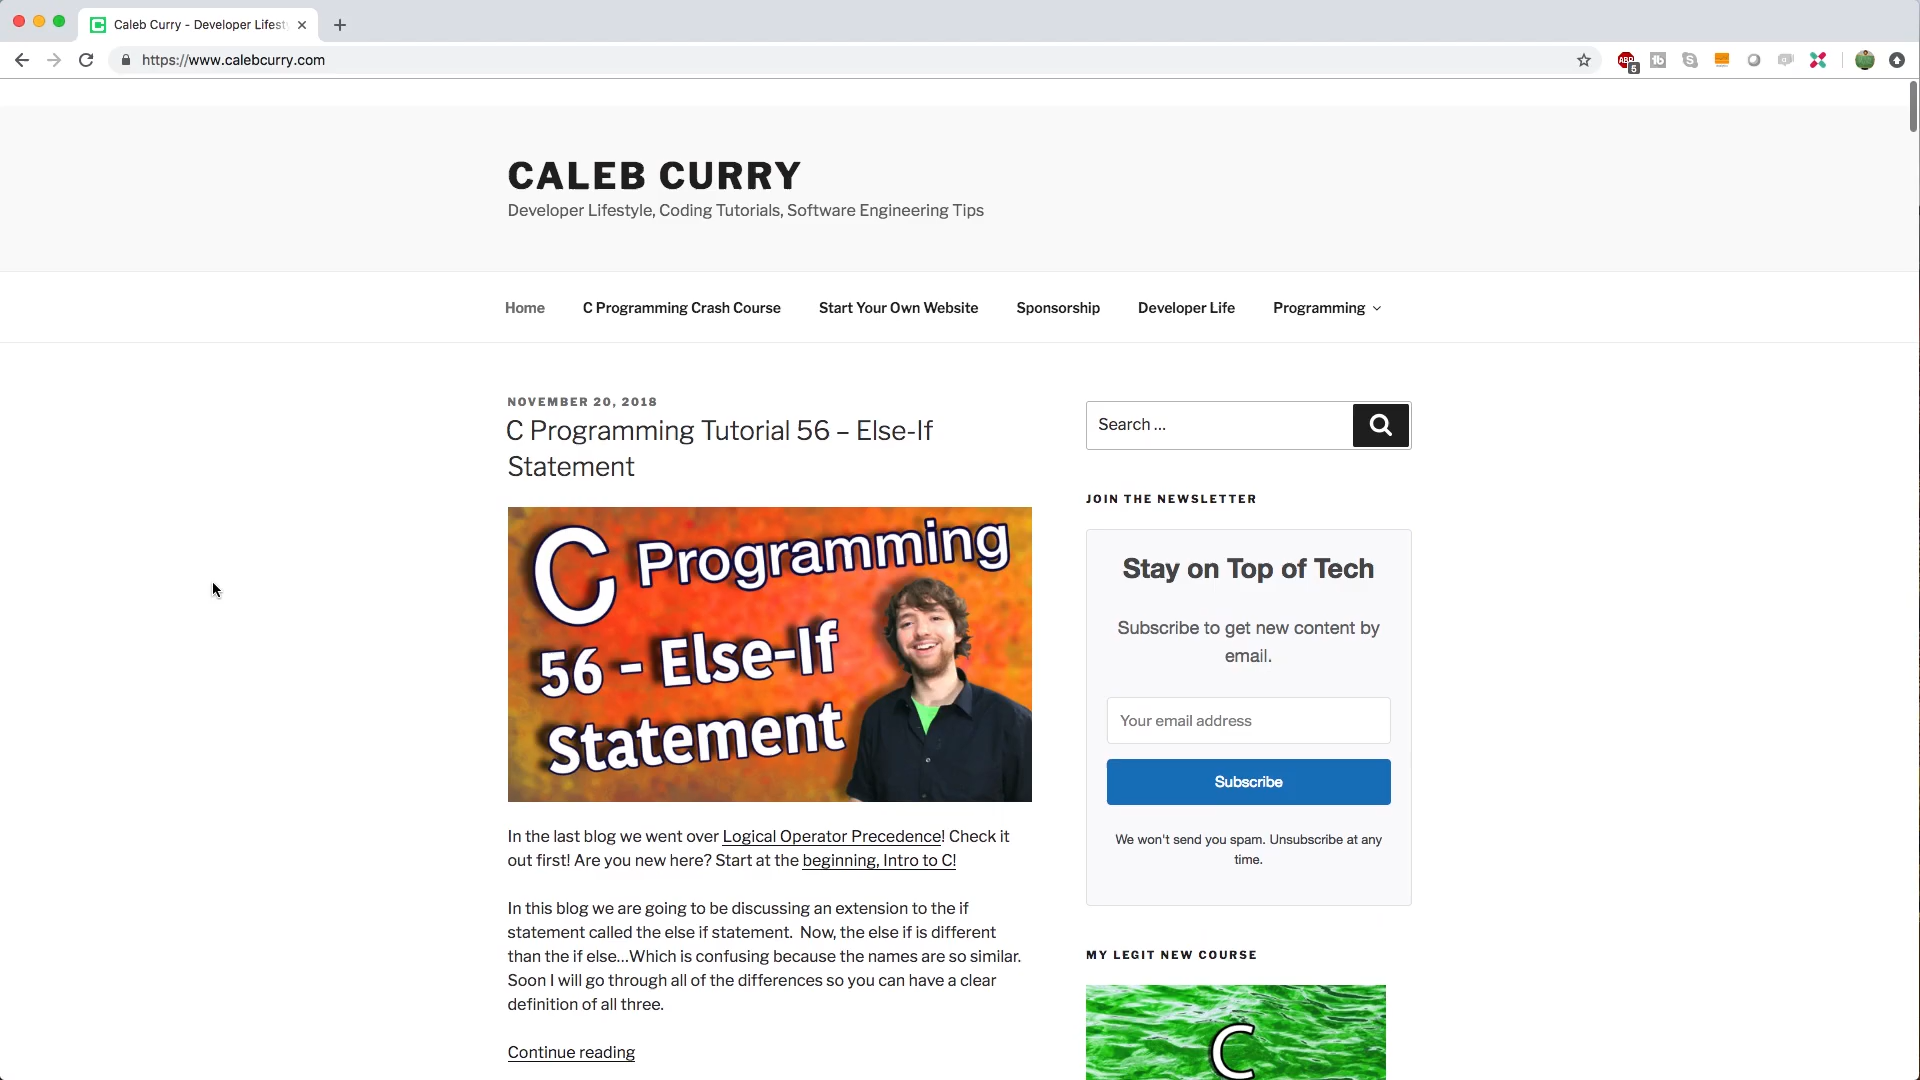 Caleb Curry - Developer Lifest
https://www.calebcurry.com
ABP
5
CALEB CURRY
Developer Lifestyle, Coding Tutorials, Software Engineering Tips
Home
C Programming Crash Course
Start Your Own Website
Sponsorship
Developer Life
Programming
NOVEMBER 20, 2018
C Programming Tutorial 56 – Else-If
Statement
C Programming
56 - Else-If
Statement
In the last blog we went over Logical Operator Precedence! Check it
out first! Are you new here? Start at the beginning, Intro to C!
In this blog we are going to be discussing an extension to the if
statement called the else if statement.  Now, the else if is different
than the if else…Which is confusing because the names are so similar.
Soon I will go through all of the differences so you can have a clear
definition of all three.
Continue reading
Search ...
JOIN THE NEWSLETTER
Stay on Top of Tech
Subscribe to get new content by
email.
Your email address
Subscribe
We won't send you spam. Unsubscribe at any
time.
MY LEGIT NEW COURSE
C